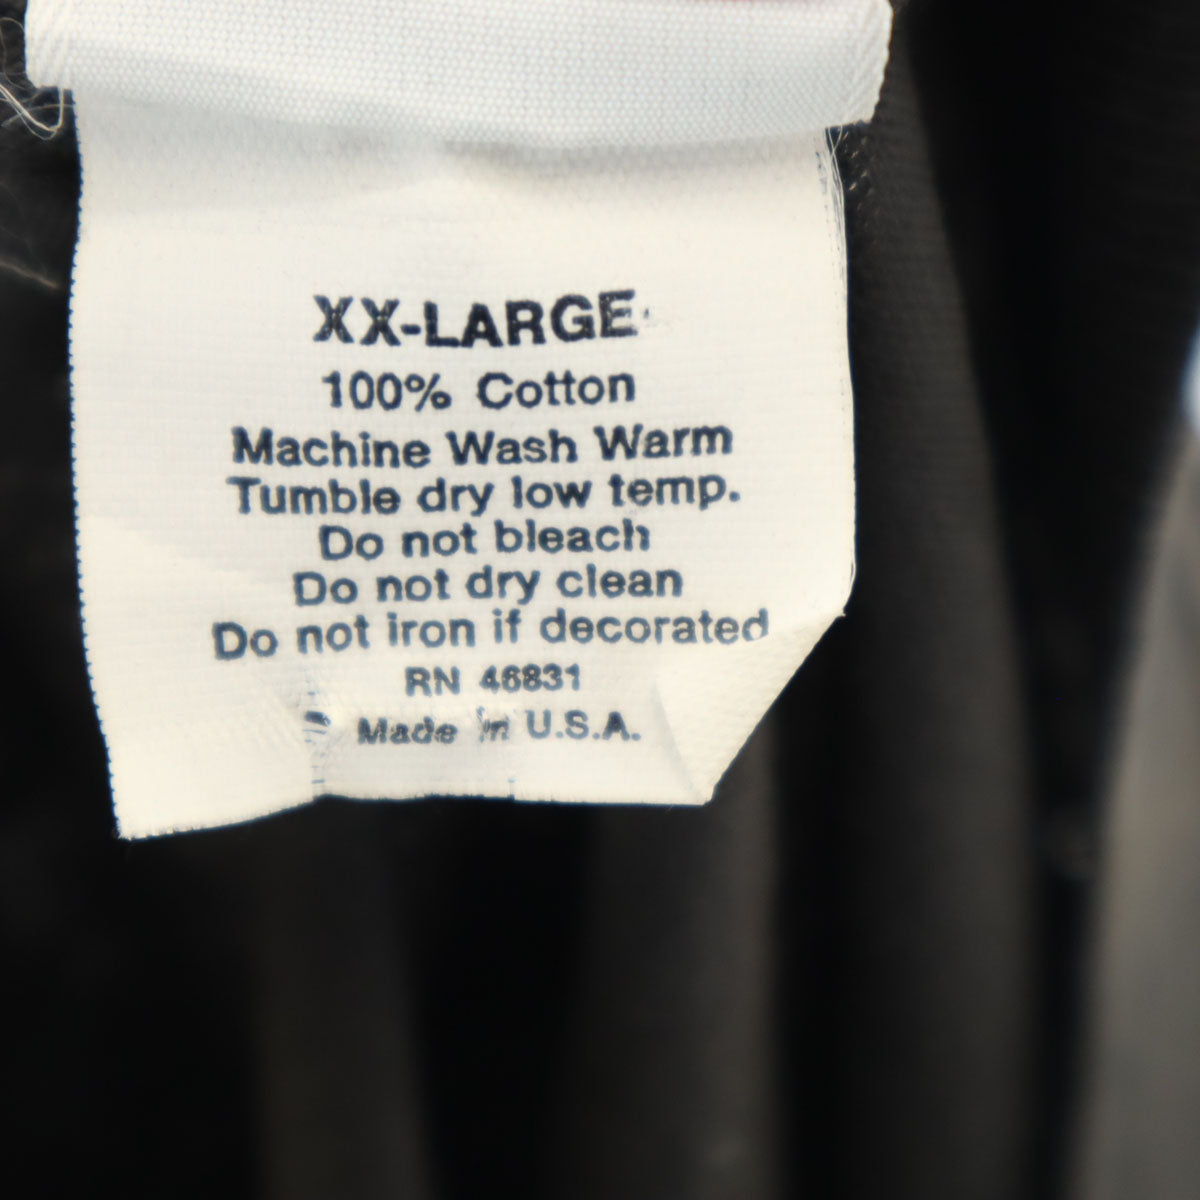 XX-LARGE
100% Cotton
Machine Wash Warm
Tumble dry low temp.
Do not bleach
Do not dry clean
Do not iron if decorated
RN 46831
Made in U.S.A.